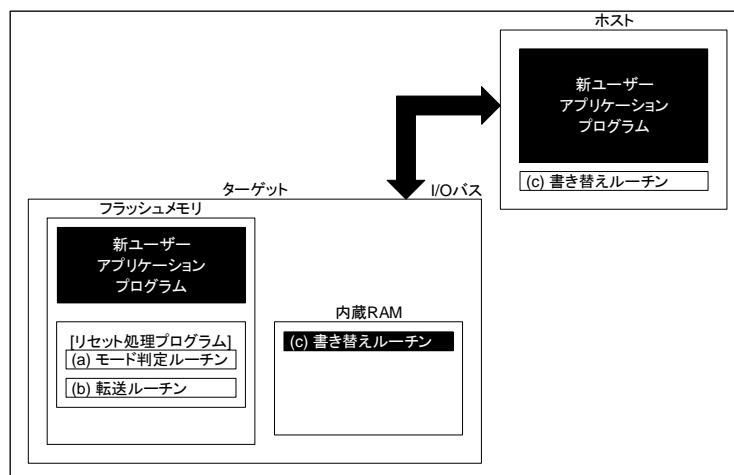 ホスト
新ユーザー
アプリケーション
プログラム
(c) 書き替えルーチン
ターゲット
I/Oバス
フラッシュメモリ
新ユーザー
アプリケーション
プログラム
内蔵RAM
[リセット処理プログラム]
(a) モード判定ルーチン
(b) 転送ルーチン
(c) 書き替えルーチン